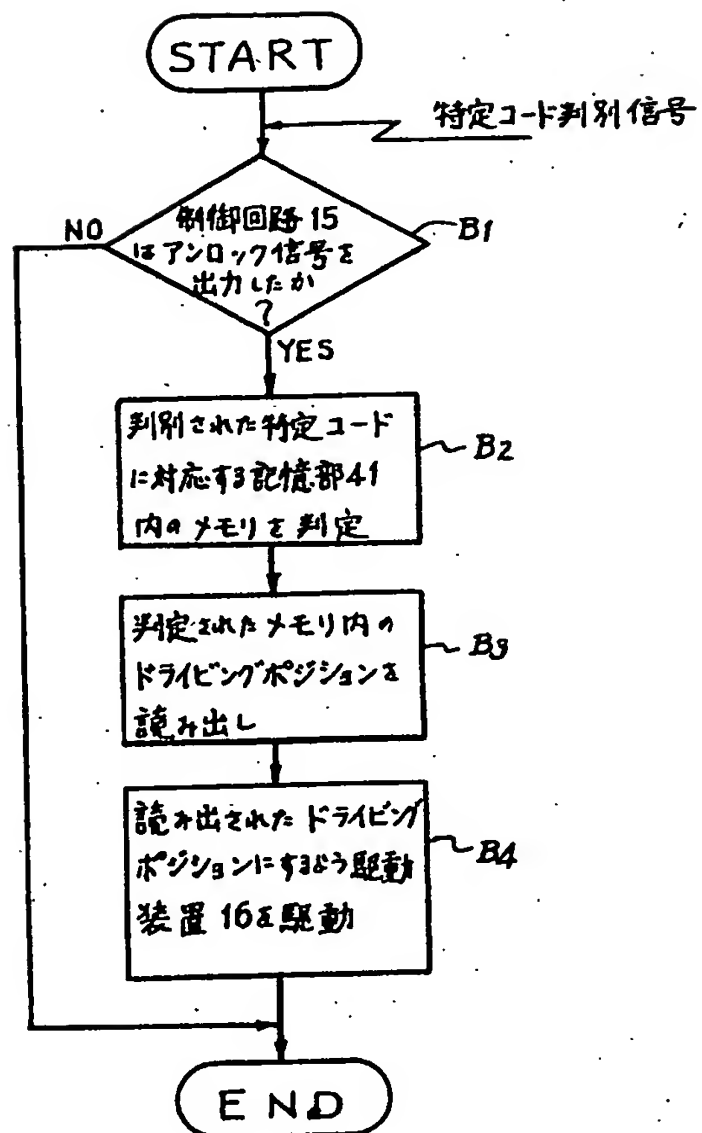 START
特定コード判別信号
制御回路15
はアンロック信号を
出力したか
?
B1
NO
YES
判別された特定コード
に対応する記憶部41
内のメモリを判定
B2
判定されたメモリ内の
ドライビングポジションを
読み出し
B3
読み出されたドライビング
ポジションにするよう駆動
装置16を駆動
B4
END